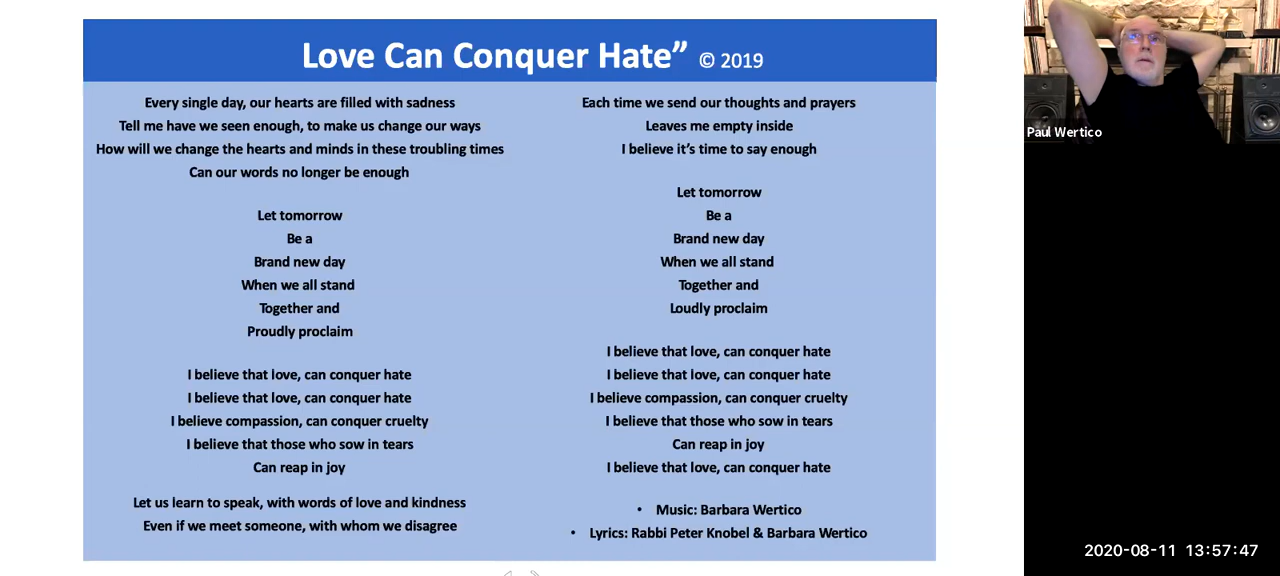 Love Can Conquer Hate” © 2019
Every single day, our hearts are filled with sadness
Tell me have we seen enough, to make us change our ways
How will we change the hearts and minds in these troubling times
Can our words no longer be enough
Let tomorrow
Be a
Brand new day
When we all stand
Together and
Proudly proclaim
I believe that love, can conquer hate
I believe that love, can conquer hate
I believe compassion, can conquer cruelty
I believe that those who sow in tears
Can reap in joy
Let us learn to speak, with words of love and kindness
Even if we meet someone, with whom we disagree
Each time we send our thoughts and prayers
Leaves me empty inside
I believe it’s time to say enough
Let tomorrow
Be a
Brand new day
When we all stand
Together and
Loudly proclaim
I believe that love, can conquer hate
I believe that love, can conquer hate
I believe compassion, can conquer cruelty
I believe that those who sow in tears
Can reap in joy
I believe that love, can conquer hate
• Music: Barbara Wertico
• Lyrics: Rabbi Peter Knobel & Barbara Wertico
Paul Wertico
2020-08-11 13:57:47